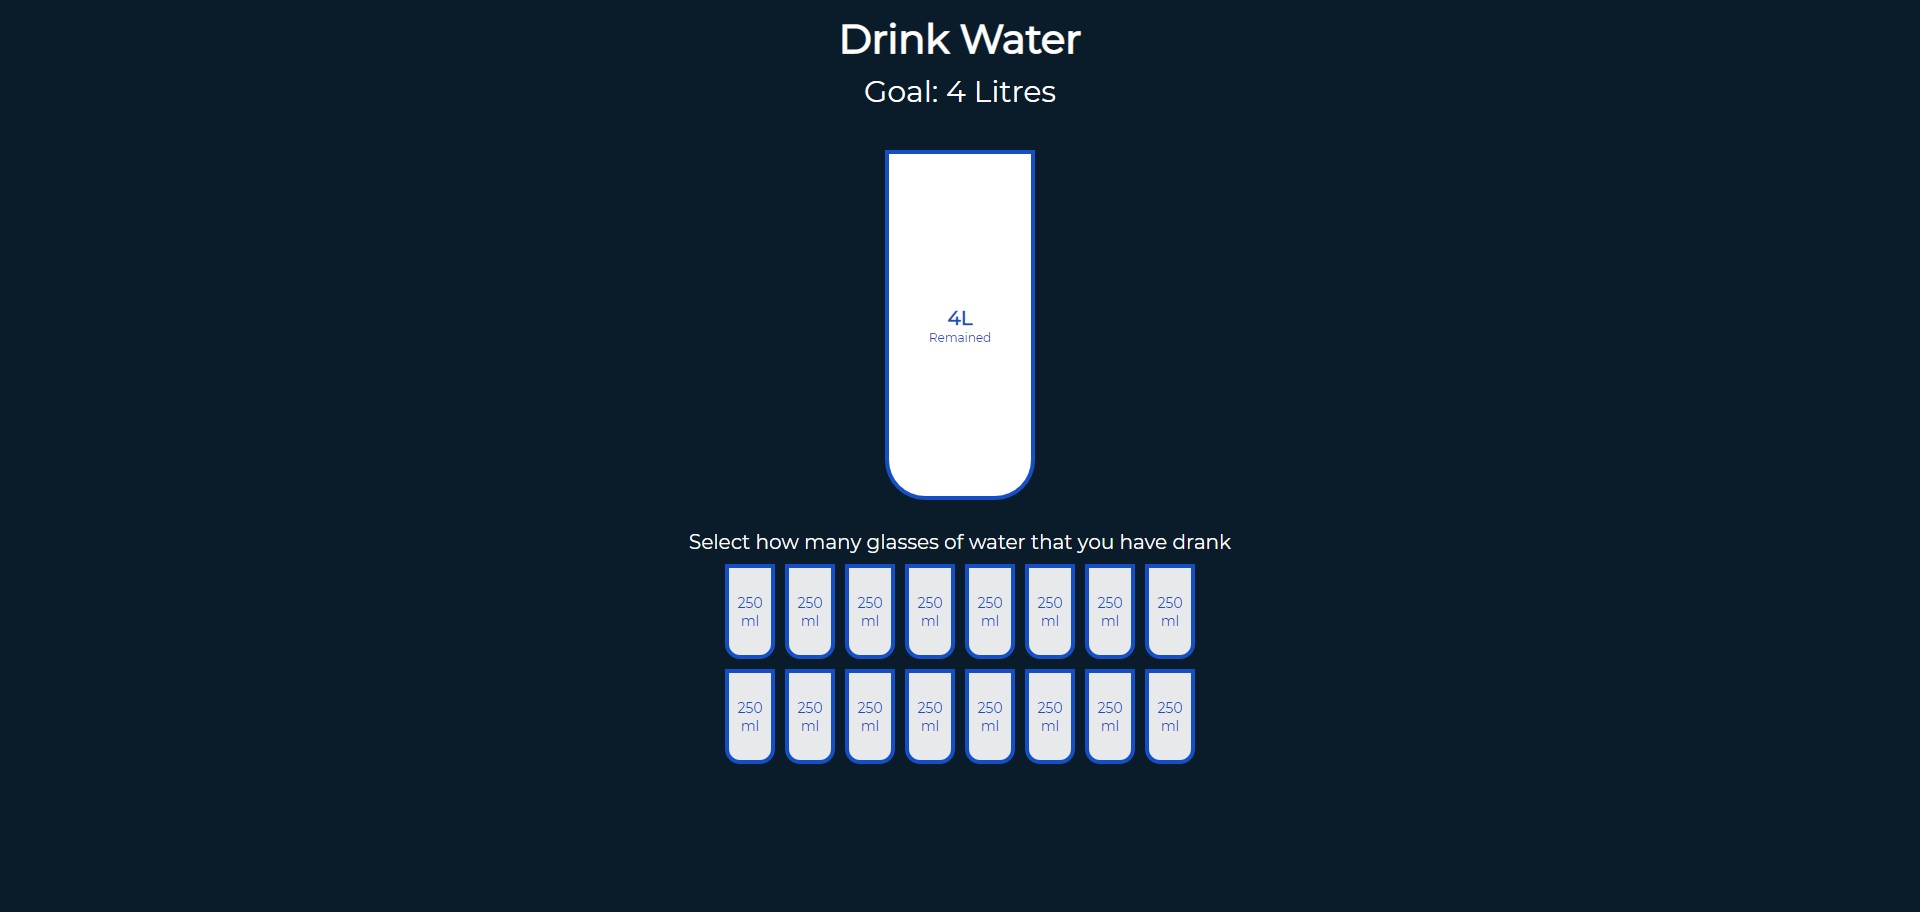 Drink Water
Goal: 4 Litres
4L
Remained
Select how many glasses of water that you have drank
250 250 250 250 250 250 250 250
ml ml ml ml ml ml ml ml
250 250 250 250 250 250 250 250
ml ml ml ml ml ml ml ml